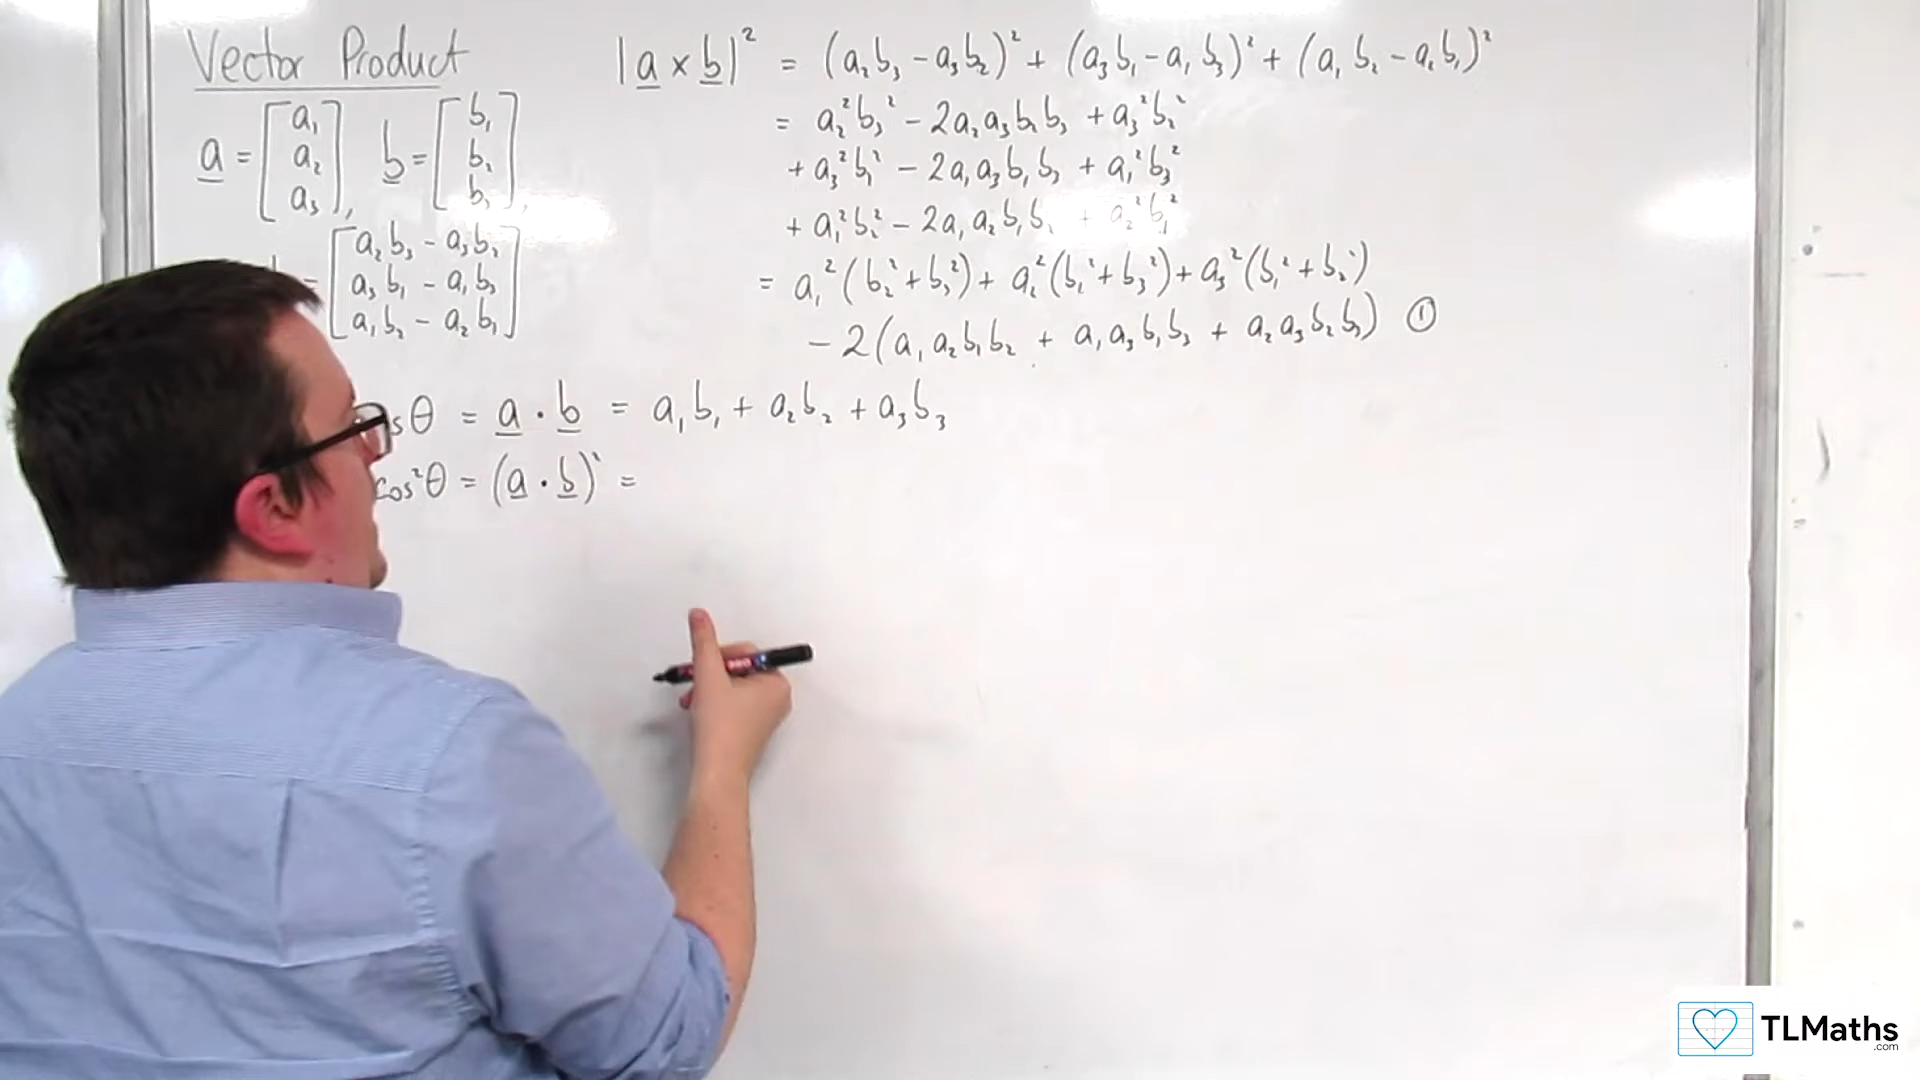 Vector Product
a = [a₁ a₂ a₃], b = [b₁ b₂ b₃],
= [a₂b₃ - a₃b₂
a₃b₁ - a₁b₃
a₁b₂ - a₂b₁]
|a × b|² = (a₂b₃ - a₃b₂)² + (a₃b₁ - a₁b₃)² + (a₁b₂ - a₂b₁)²
= a₂²b₃² - 2a₂a₃b₂b₃ + a₃²b₂²
+ a₃²b₁² - 2a₁a₃b₁b₃ + a₁²b₃²
+ a₁²b₂² - 2a₁a₂b₁b₂ + a₂²b₁²
= a₁²(b₂² + b₃²) + a₂²(b₁² + b₃²) + a₃²(b₁² + b₂²)
- 2(a₁a₂b₁b₂ + a₁a₃b₁b₃ + a₂a₃b₂b₃) ①
sθ = a · b = a₁b₁ + a₂b₂ + a₃b₃
cos²θ = (a · b)² =
TLMaths
.com